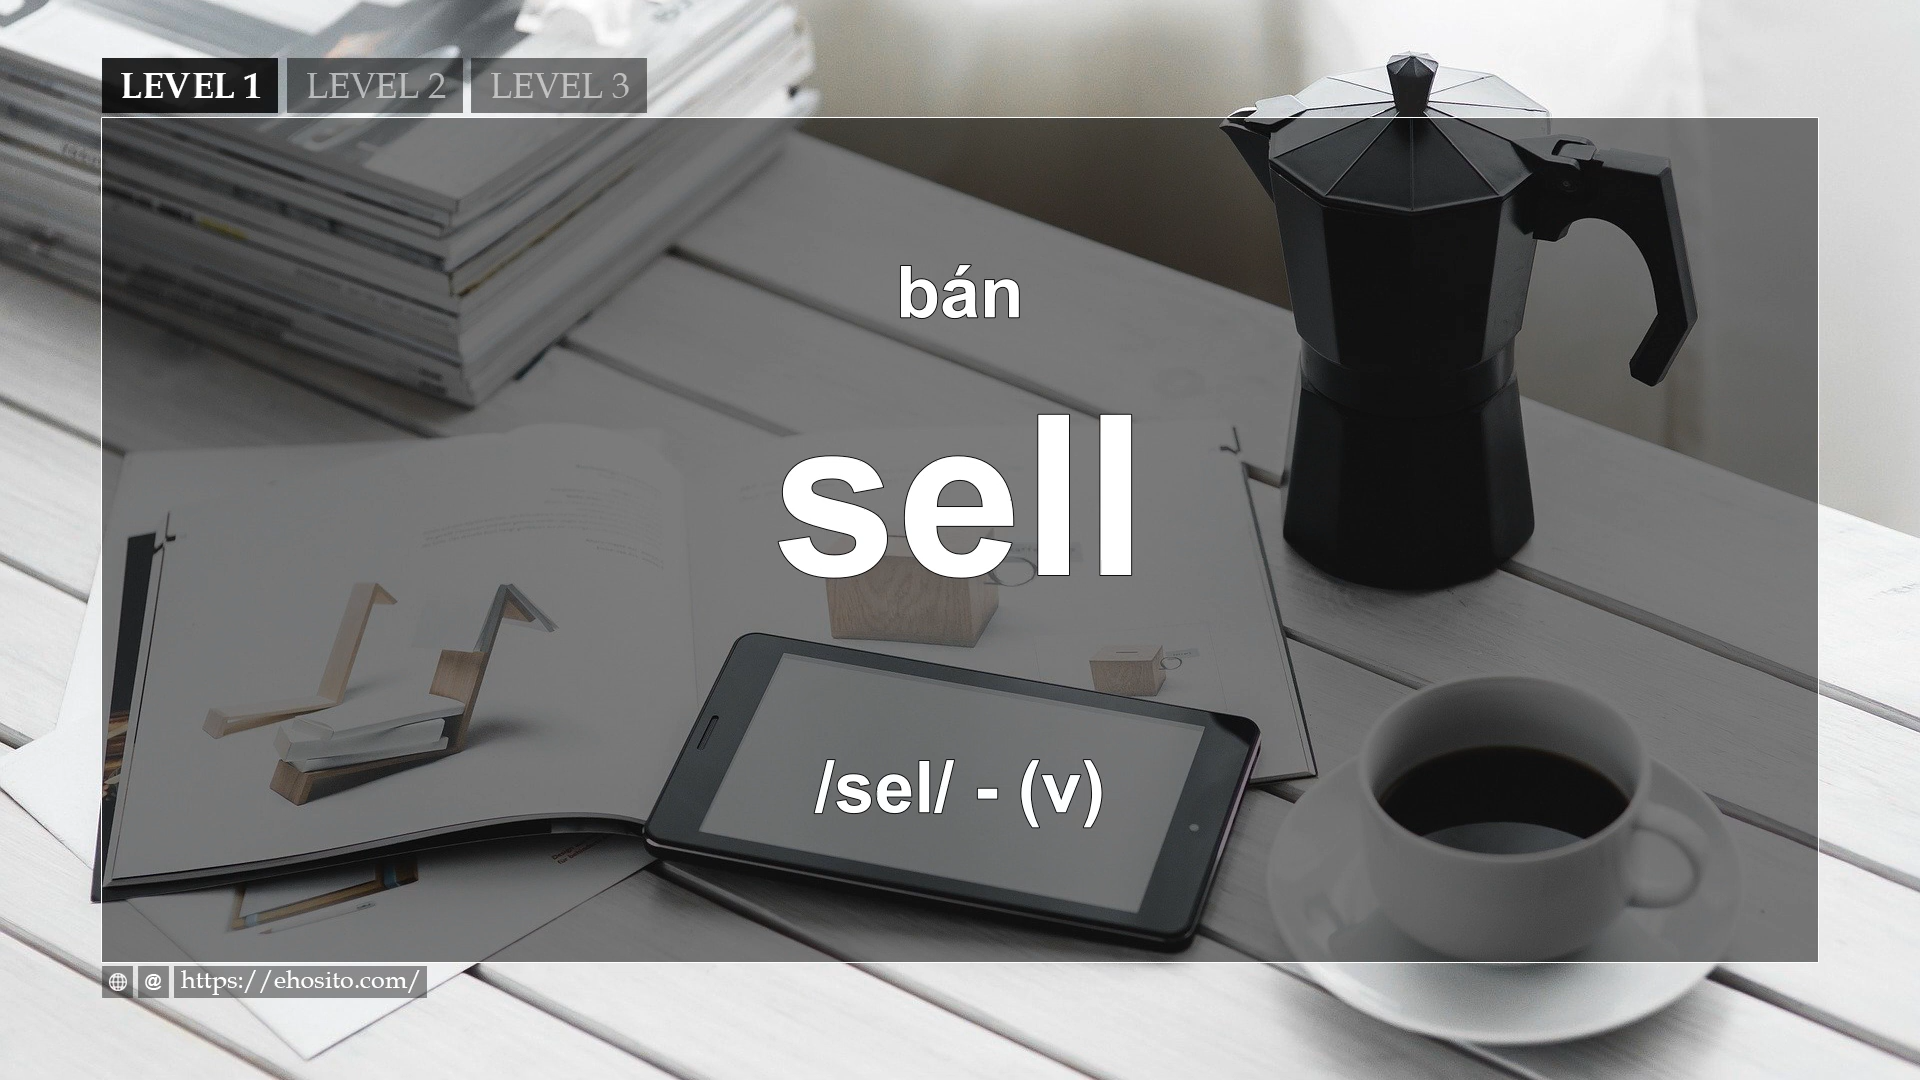 LEVEL 1 LEVEL 2 LEVEL 3
bán
sell
/sel/ - (v)
@ https://ehosito.com/